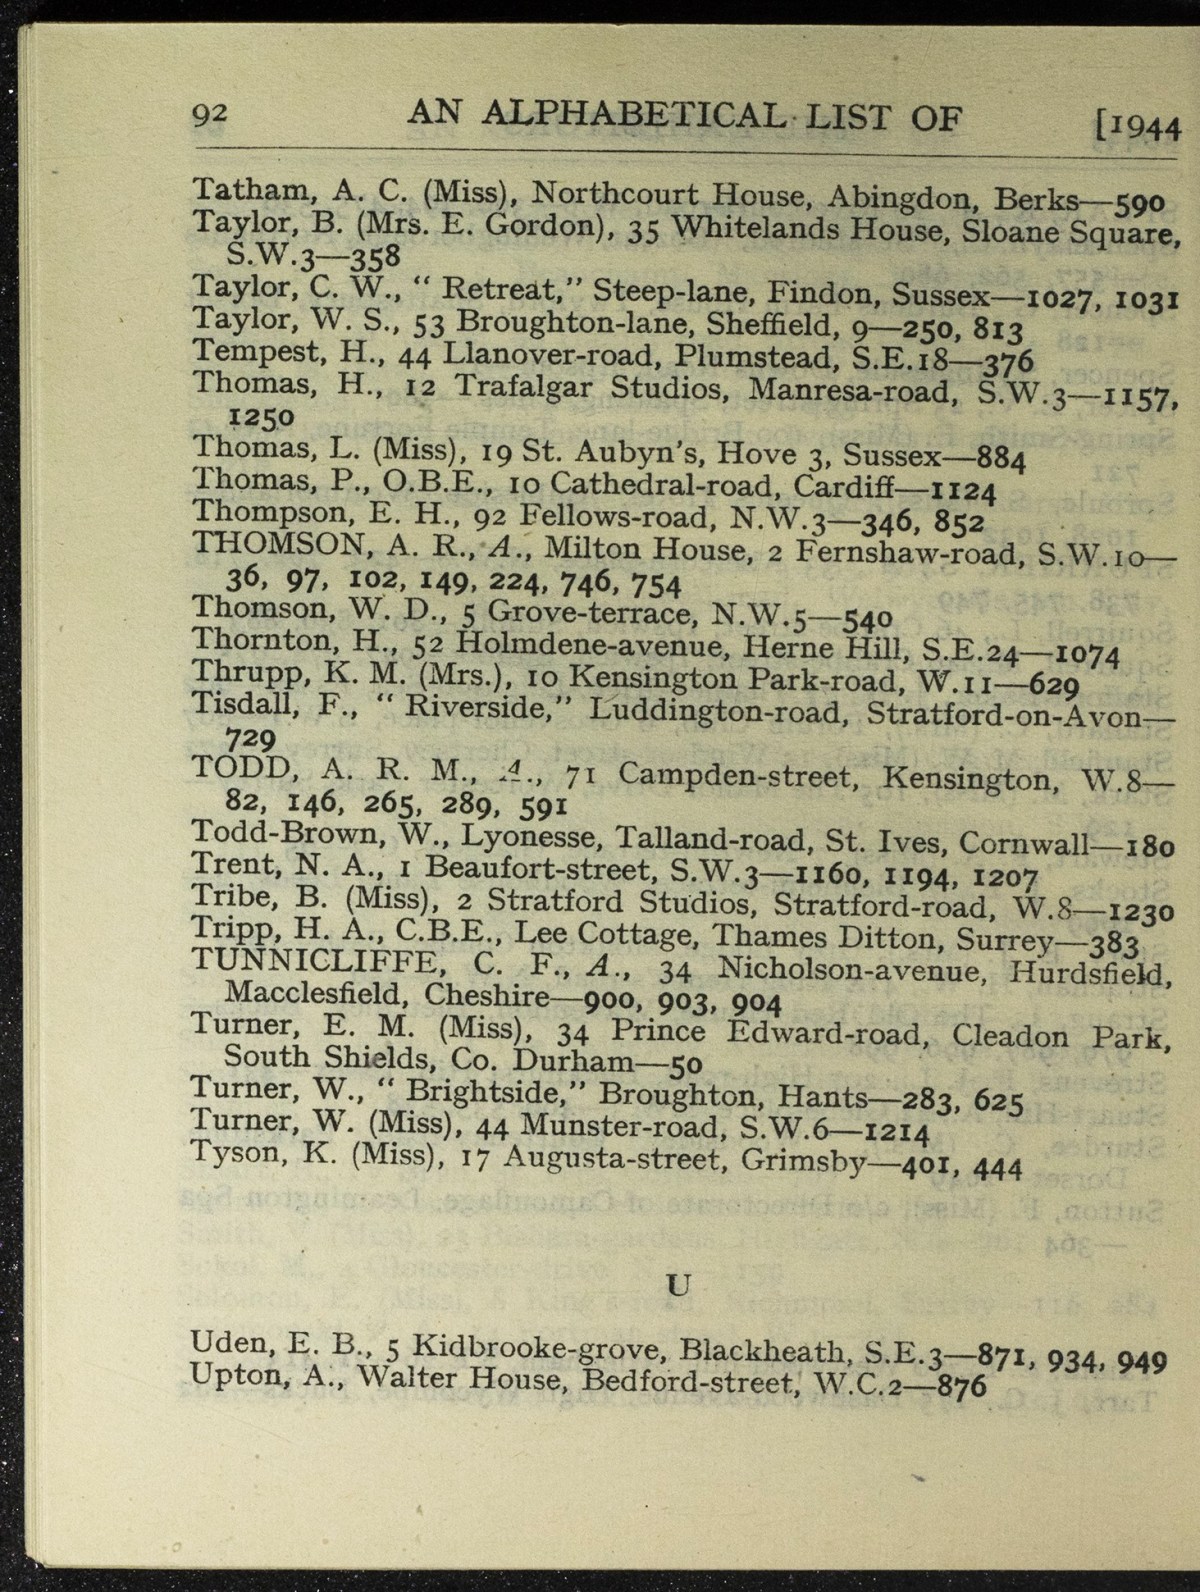 92 AN ALPHABETICAL LIST OF [1944
Tatham, A. C. (Miss), Northcourt House, Abingdon, Berks—590
Taylor, B. (Mrs. E. Gordon), 35 Whitelands House, Sloane Square,
S.W.3—358
Taylor, C. W., “ Retreat,” Steep-lane, Findon, Sussex—1027, 1031
Taylor, W. S., 53 Broughton-lane, Sheffield, 9—250, 813
Tempest, H., 44 Llanover-road, Plumstead, S.E.18—376
Thomas, H., 12 Trafalgar Studios, Manresa-road, S.W.3—1157,
1250
Thomas, L. (Miss), 19 St. Aubyn’s, Hove 3, Sussex—884
Thomas, P., O.B.E., 10 Cathedral-road, Cardiff—1124
Thompson, E. H., 92 Fellows-road, N.W.3—346, 852
THOMSON, A. R., A., Milton House, 2 Fernshaw-road, S.W.10—
36, 97, 102, 149, 224, 746, 754
Thomson, W. D., 5 Grove-terrace, N.W.5—540
Thornton, H., 52 Holmdene-avenue, Herne Hill, S.E.24—1074
Thrupp, K. M. (Mrs.), 10 Kensington Park-road, W.11—629
Tisdall, F., “ Riverside,” Luddington-road, Stratford-on-Avon—
729
TODD, A. R. M., A., 71 Campden-street, Kensington, W.8—
82, 146, 265, 289, 591
Todd-Brown, W., Lyonesse, Talland-road, St. Ives, Cornwall—180
Trent, N. A., 1 Beaufort-street, S.W.3—1160, 1194, 1207
Tribe, B. (Miss), 2 Stratford Studios, Stratford-road, W.8—1230
Tripp, H. A., C.B.E., Lee Cottage, Thames Ditton, Surrey—383
TUNNICLIFFE, C. F., A., 34 Nicholson-avenue, Hurdsfield,
Macclesfield, Cheshire—900, 903, 904
Turner, E. M. (Miss), 34 Prince Edward-road, Cleadon Park,
South Shields, Co. Durham—50
Turner, W., “ Brightside,” Broughton, Hants—283, 625
Turner, W. (Miss), 44 Munster-road, S.W.6—1214
Tyson, K. (Miss), 17 Augusta-street, Grimsby—401, 444
U
Uden, E. B., 5 Kidbrooke-grove, Blackheath, S.E.3—871, 934, 949
Upton, A., Walter House, Bedford-street, W.C.2—876